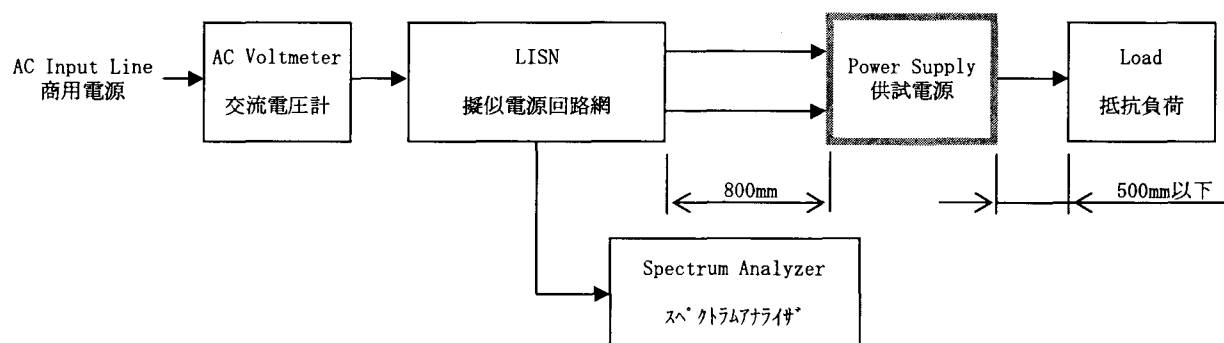 AC Input Line
商用電源
AC Voltmeter
交流電圧計
LISN
擬似電源回路網
Power Supply
供試電源
Load
抵抗負荷
800mm
500mm以下
Spectrum Analyzer
スペクトラムアナライザ